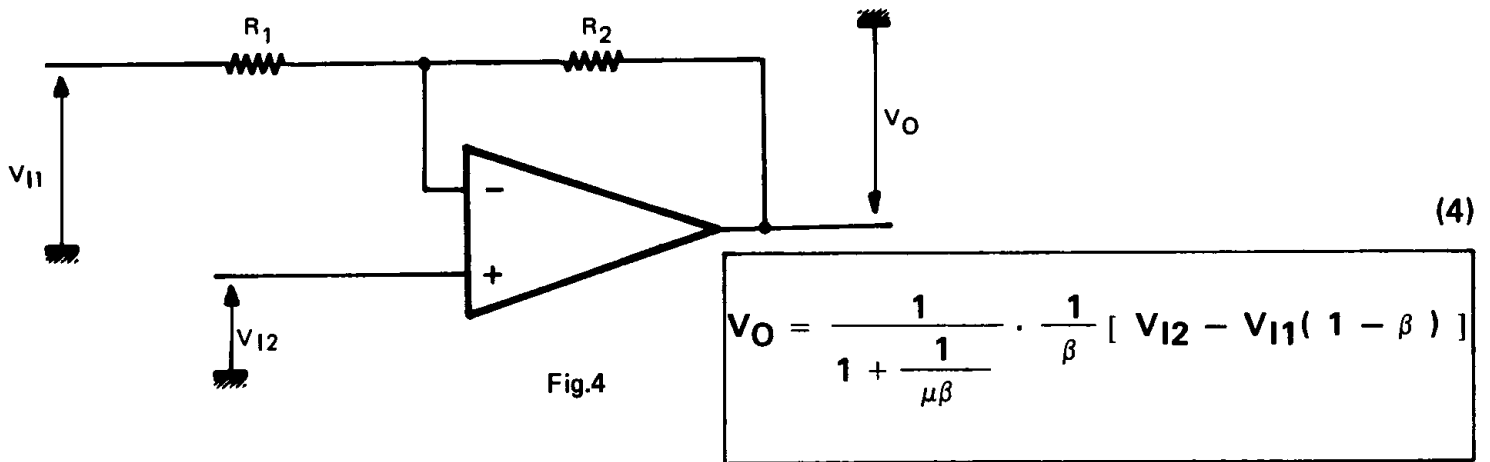 R1
R2
VO
VI1
−
(4)
+
VI2
VO = 1 / (1 + 1/μβ) · 1/β [ VI2 − VI1( 1 − β ) ]
Fig.4